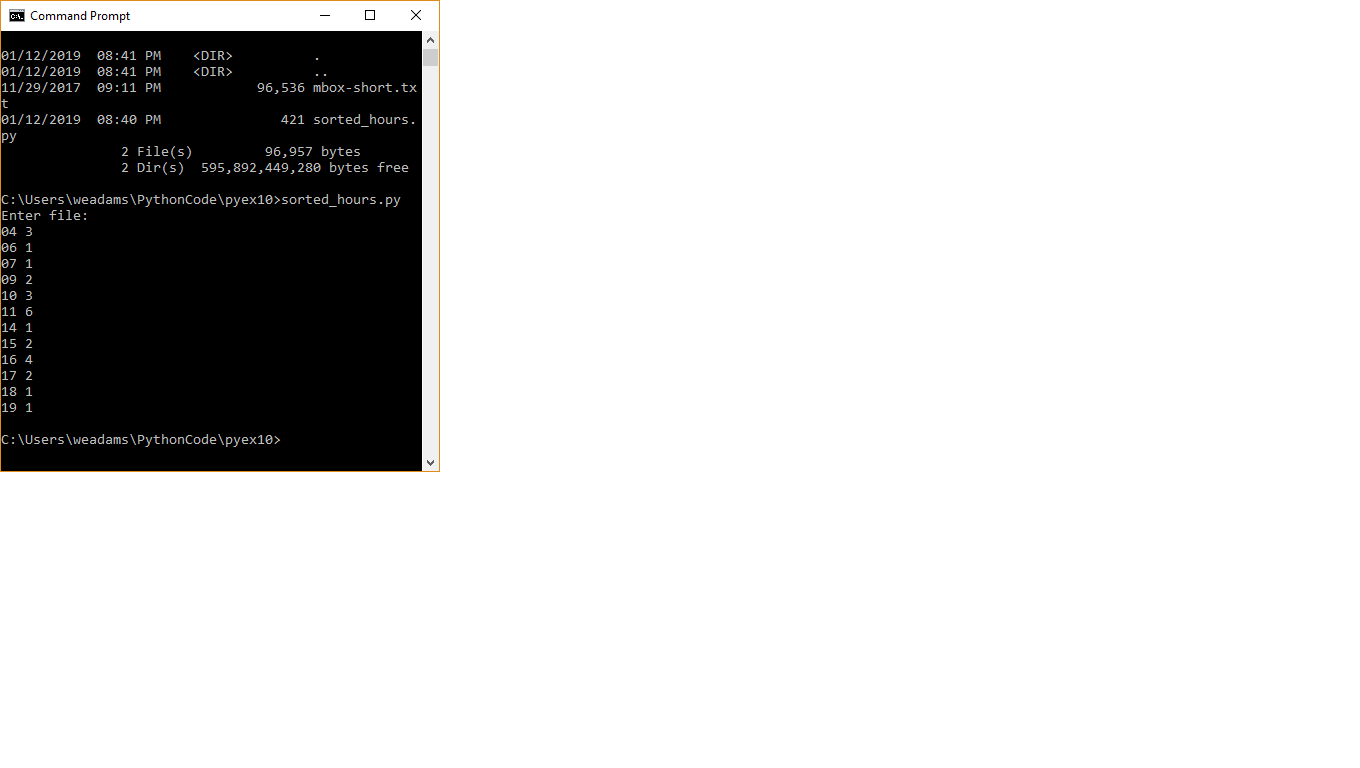 Command Prompt
01/12/2019  08:41 PM    <DIR>          .
01/12/2019  08:41 PM    <DIR>          ..
11/29/2017  09:11 PM            96,536 mbox-short.tx
t
01/12/2019  08:40 PM               421 sorted_hours.
py
               2 File(s)         96,957 bytes
               2 Dir(s)  595,892,449,280 bytes free
C:\Users\weadams\PythonCode\pyex10>sorted_hours.py
Enter file:
04 3
06 1
07 1
09 2
10 3
11 6
14 1
15 2
16 4
17 2
18 1
19 1
C:\Users\weadams\PythonCode\pyex10>